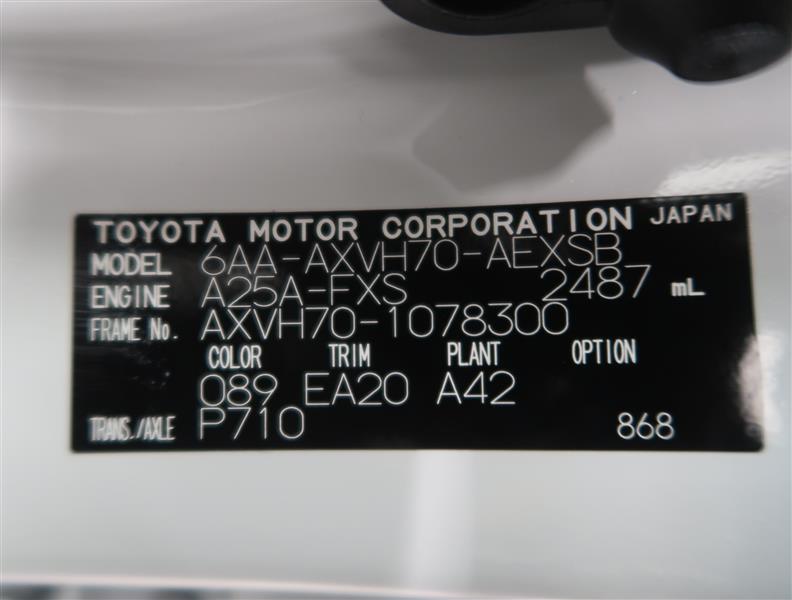 TOYOTA MOTOR CORPORATION JAPAN
MODEL 6AA-AXVH70-AEXSB
ENGINE A25A-FXS 2487 mL
FRAME No. AXVH70-1078300
COLOR TRIM PLANT OPTION
089 EA20 A42
TRANS./AXLE P710 868